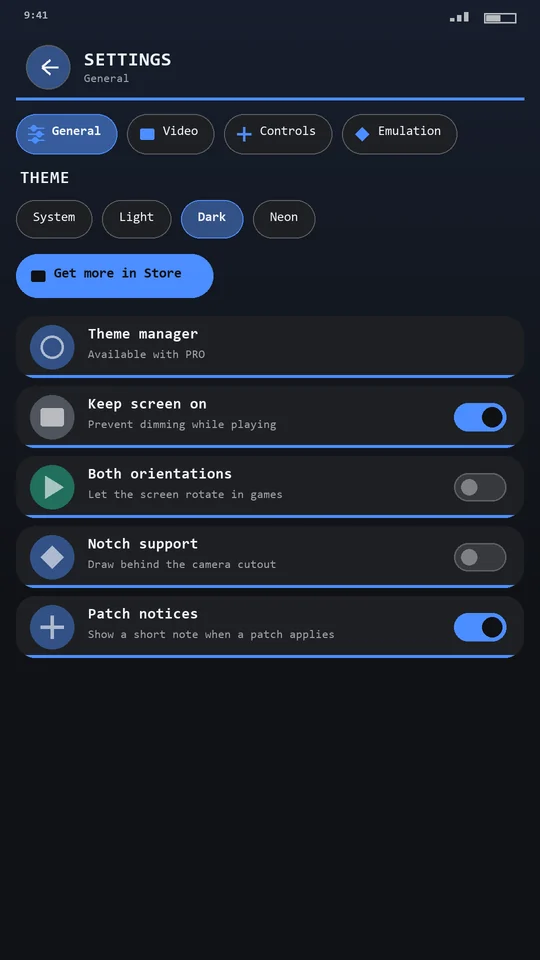 9:41
SETTINGS
General
General
Video
Controls
Emulation
THEME
System
Light
Dark
Neon
Get more in Store
Theme manager
Available with PRO
Keep screen on
Prevent dimming while playing
Both orientations
Let the screen rotate in games
Notch support
Draw behind the camera cutout
Patch notices
Show a short note when a patch applies